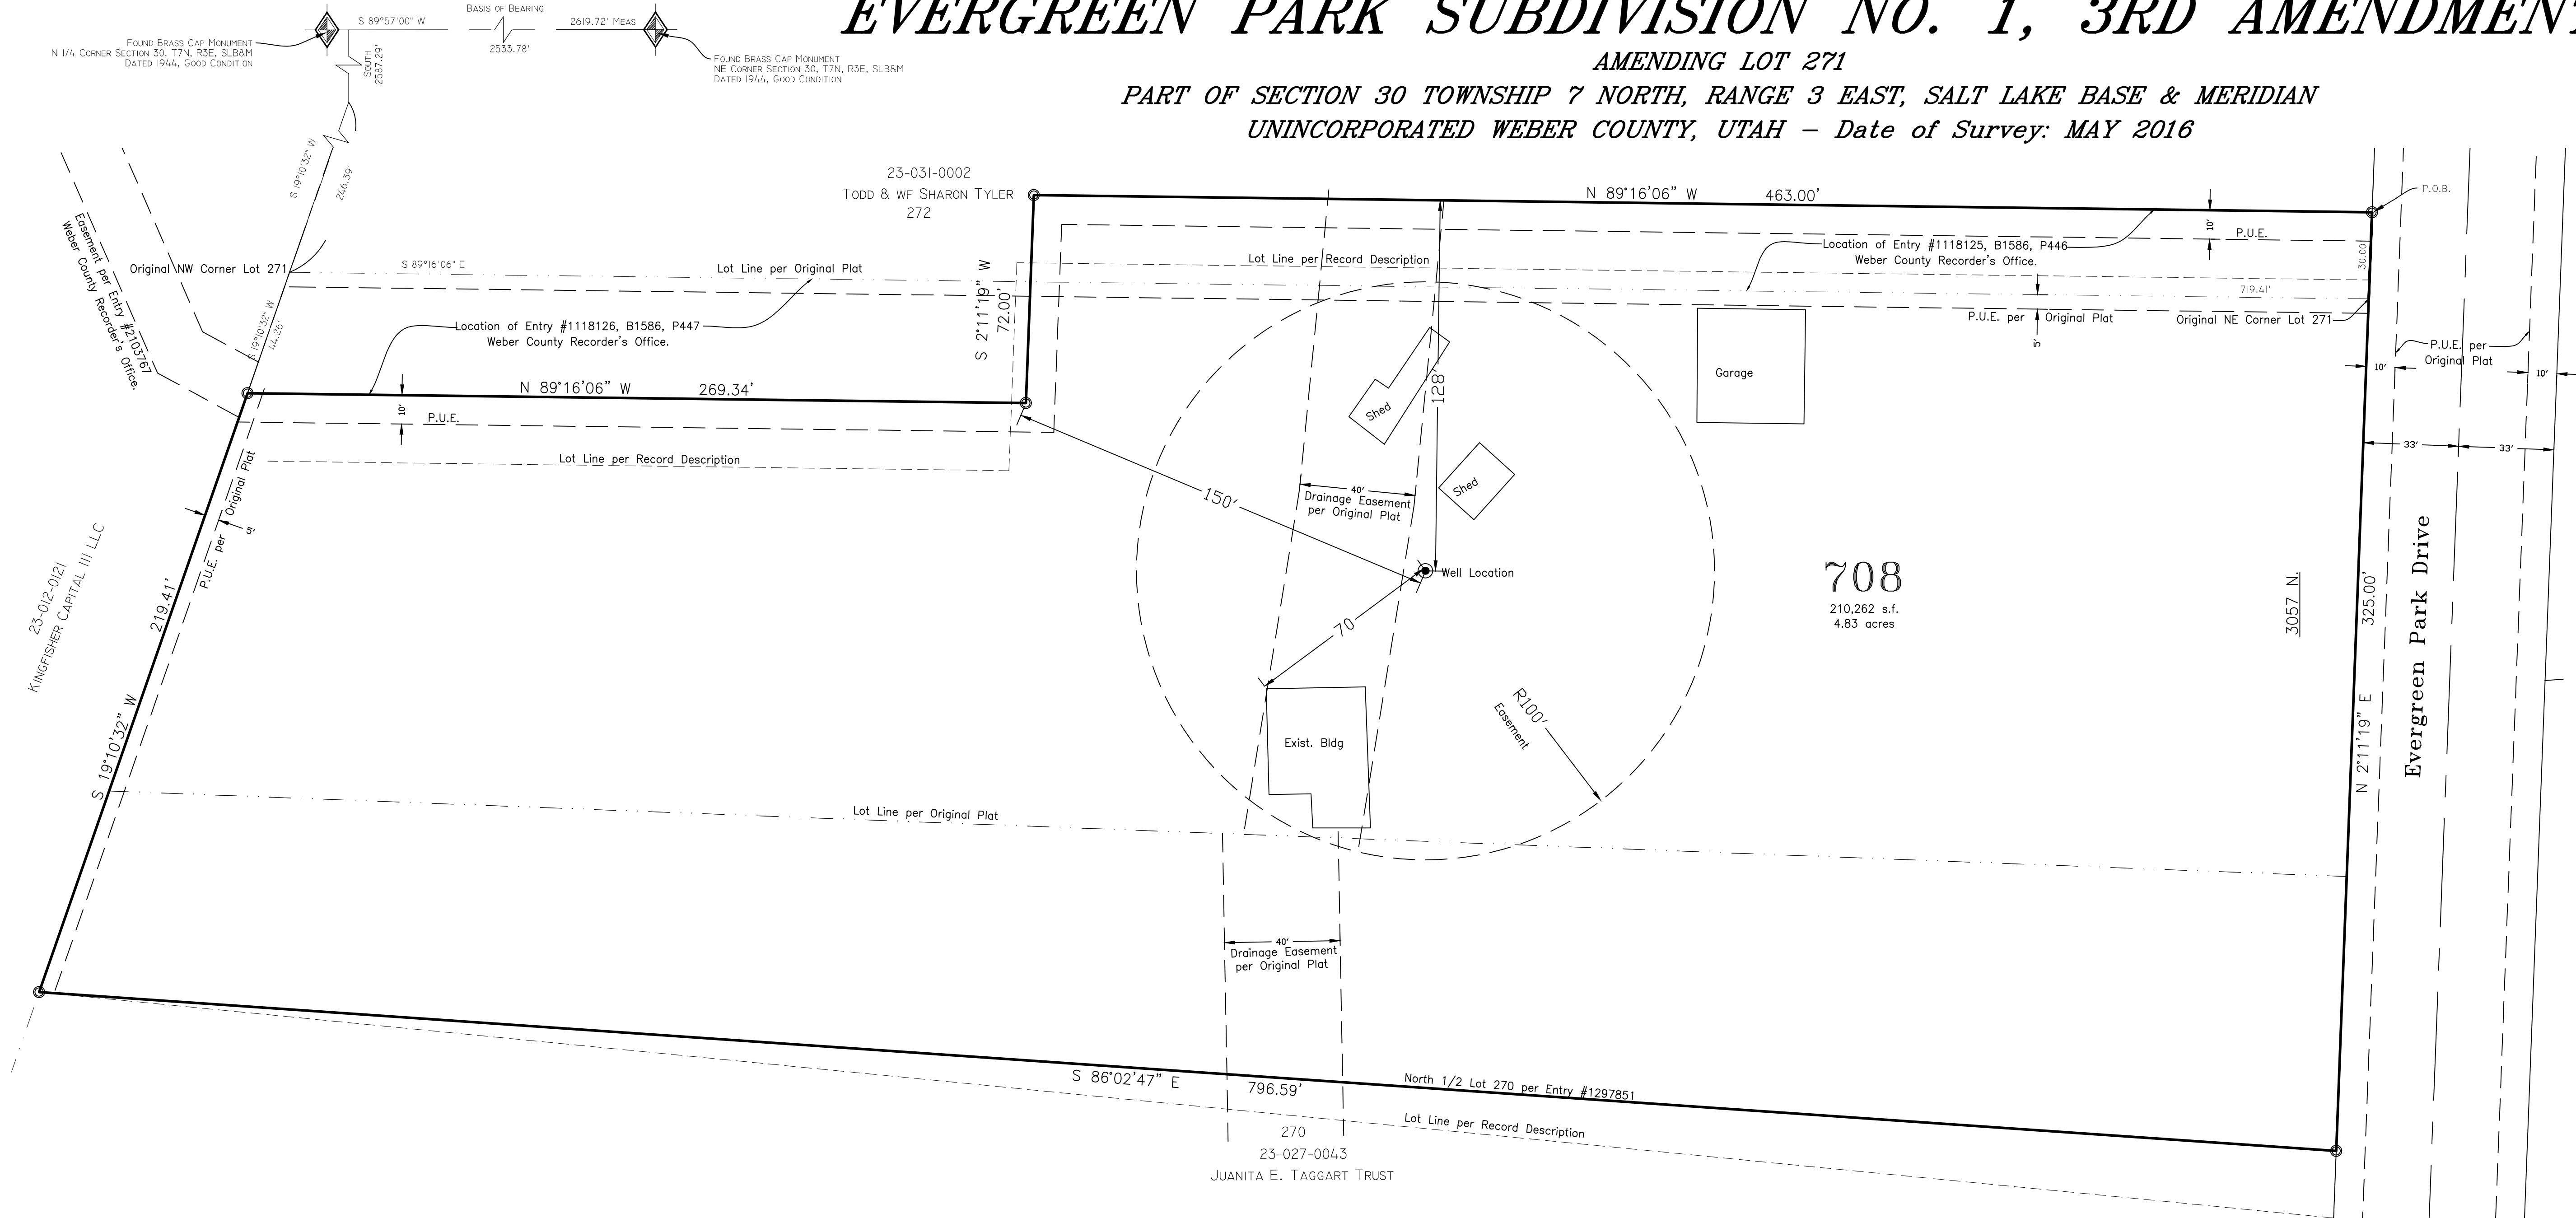 EVERGREEN PARK SUBDIVISION NO. 1, 3RD AMENDMENT
AMENDING LOT 271
PART OF SECTION 30 TOWNSHIP 7 NORTH, RANGE 3 EAST, SALT LAKE BASE & MERIDIAN
UNINCORPORATED WEBER COUNTY, UTAH – Date of Survey: MAY 2016
BASIS OF BEARING
S 89°57'00" W
2619.72' MEAS
2533.78'
FOUND BRASS CAP MONUMENT
N 1/4 CORNER SECTION 30, T7N, R3E, SLB&M
DATED 1944, GOOD CONDITION
FOUND BRASS CAP MONUMENT
NE CORNER SECTION 30, T7N, R3E, SLB&M
DATED 1944, GOOD CONDITION
SOUTH
2587.29'
S 19°10'32" W
246.39'
23-031-0002
TODD & WF SHARON TYLER
272
N 89°16'06" W 463.00'
P.O.B.
10'
P.U.E.
30.00'
Location of Entry #1118125, B1586, P446
Weber County Recorder's Office.
Lot Line per Record Description
Easement per Entry #2103767
Weber County Recorder's Office.
Original NW Corner Lot 271
S 89°16'06" E
Lot Line per Original Plat
719.41'
S 2°11'19" W
72.00'
P.U.E. per Original Plat
5'
Original NE Corner Lot 271
S 19°10'32" W
44.26'
Location of Entry #1118126, B1586, P447
Weber County Recorder's Office.
P.U.E. per
Original Plat
10'
10'
Garage
Shed
128'
N 89°16'06" W 269.34'
10'
P.U.E.
Lot Line per Record Description
33'
33'
P.U.E. per Original Plat
5'
150'
40'
Drainage Easement
per Original Plat
Shed
Well Location
708
210,262 s.f.
4.83 acres
3057 N.
N 2°11'19" E 325.00'
Evergreen Park Drive
23-012-0121
KINGFISHER CAPITAL III LLC
S 19°10'32" W 219.41'
70
Exist. Bldg
R100'
Easement
Lot Line per Original Plat
40'
Drainage Easement
per Original Plat
S 86°02'47" E 796.59'
North 1/2 Lot 270 per Entry #1297851
Lot Line per Record Description
270
23-027-0043
JUANITA E. TAGGART TRUST